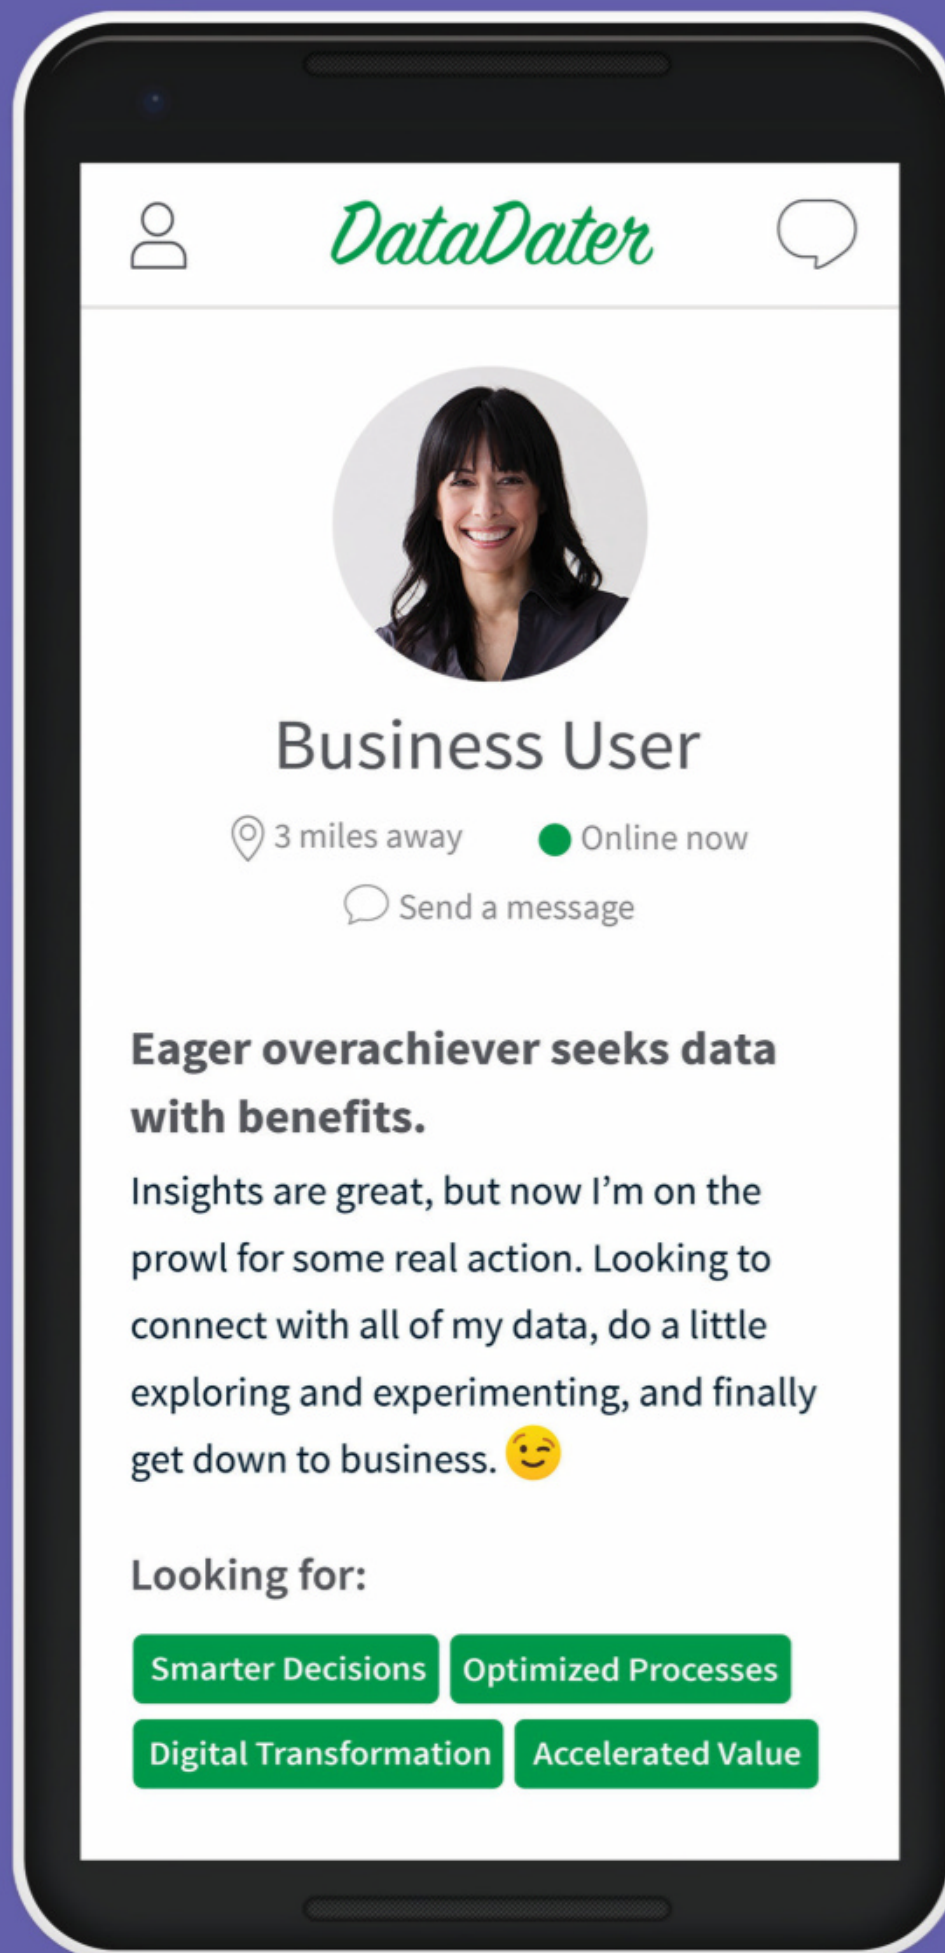 DataDater
Business User
3 miles away
Online now
Send a message
Eager overachiever seeks data
with benefits.
Insights are great, but now I’m on the
prowl for some real action. Looking to
connect with all of my data, do a little
exploring and experimenting, and finally
get down to business. 😉
Looking for:
Smarter Decisions
Optimized Processes
Digital Transformation
Accelerated Value